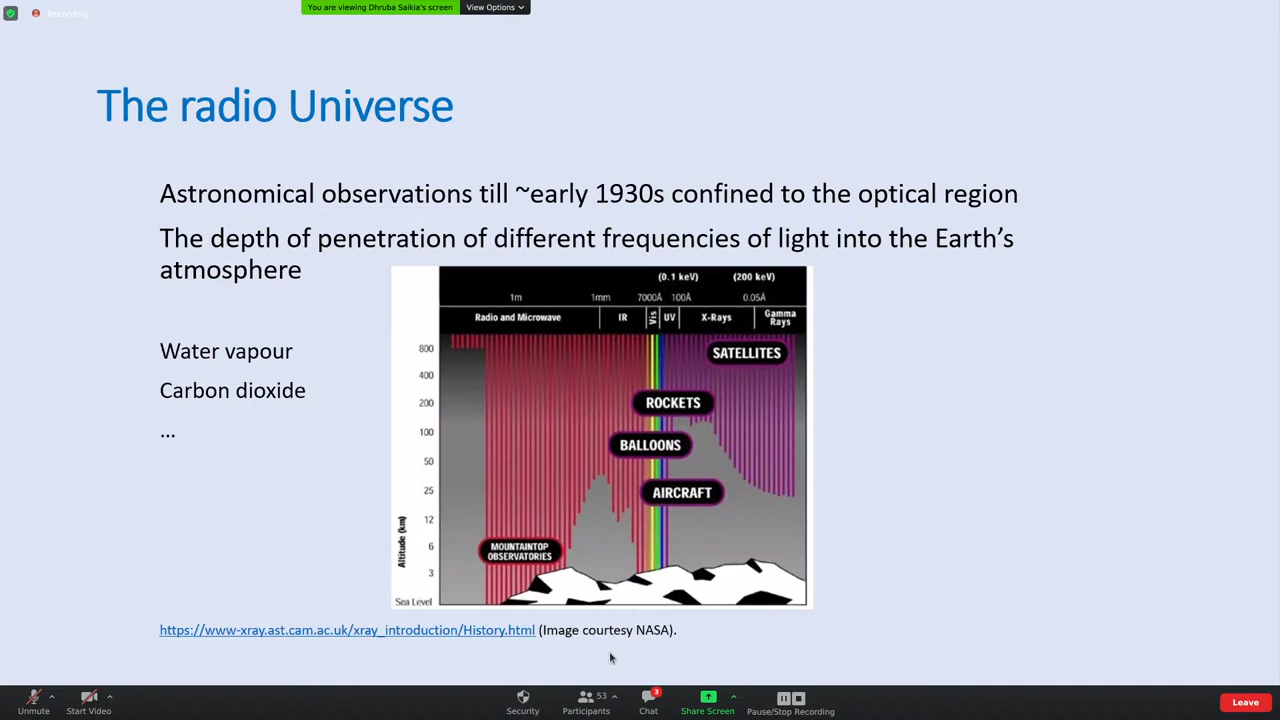 Recording
You are viewing Dhruba Saikia's screen
View Options
The radio Universe
Astronomical observations till ~early 1930s confined to the optical region
The depth of penetration of different frequencies of light into the Earth's
atmosphere
Water vapour
Carbon dioxide
...
(0.1 keV) (200 keV)
1m 1mm 7000Å 100Å 0.05Å
Radio and Microwave IR Vis UV X-Rays Gamma Rays
800
400
200
100
50
25
12
6
3
Sea Level
Altitude (km)
SATELLITES
ROCKETS
BALLOONS
AIRCRAFT
MOUNTAINTOP
OBSERVATORIES
https://www-xray.ast.cam.ac.uk/xray_introduction/History.html (Image courtesy NASA).
Unmute
Start Video
Security
53
Participants
3
Chat
Share Screen
Pause/Stop Recording
Leave